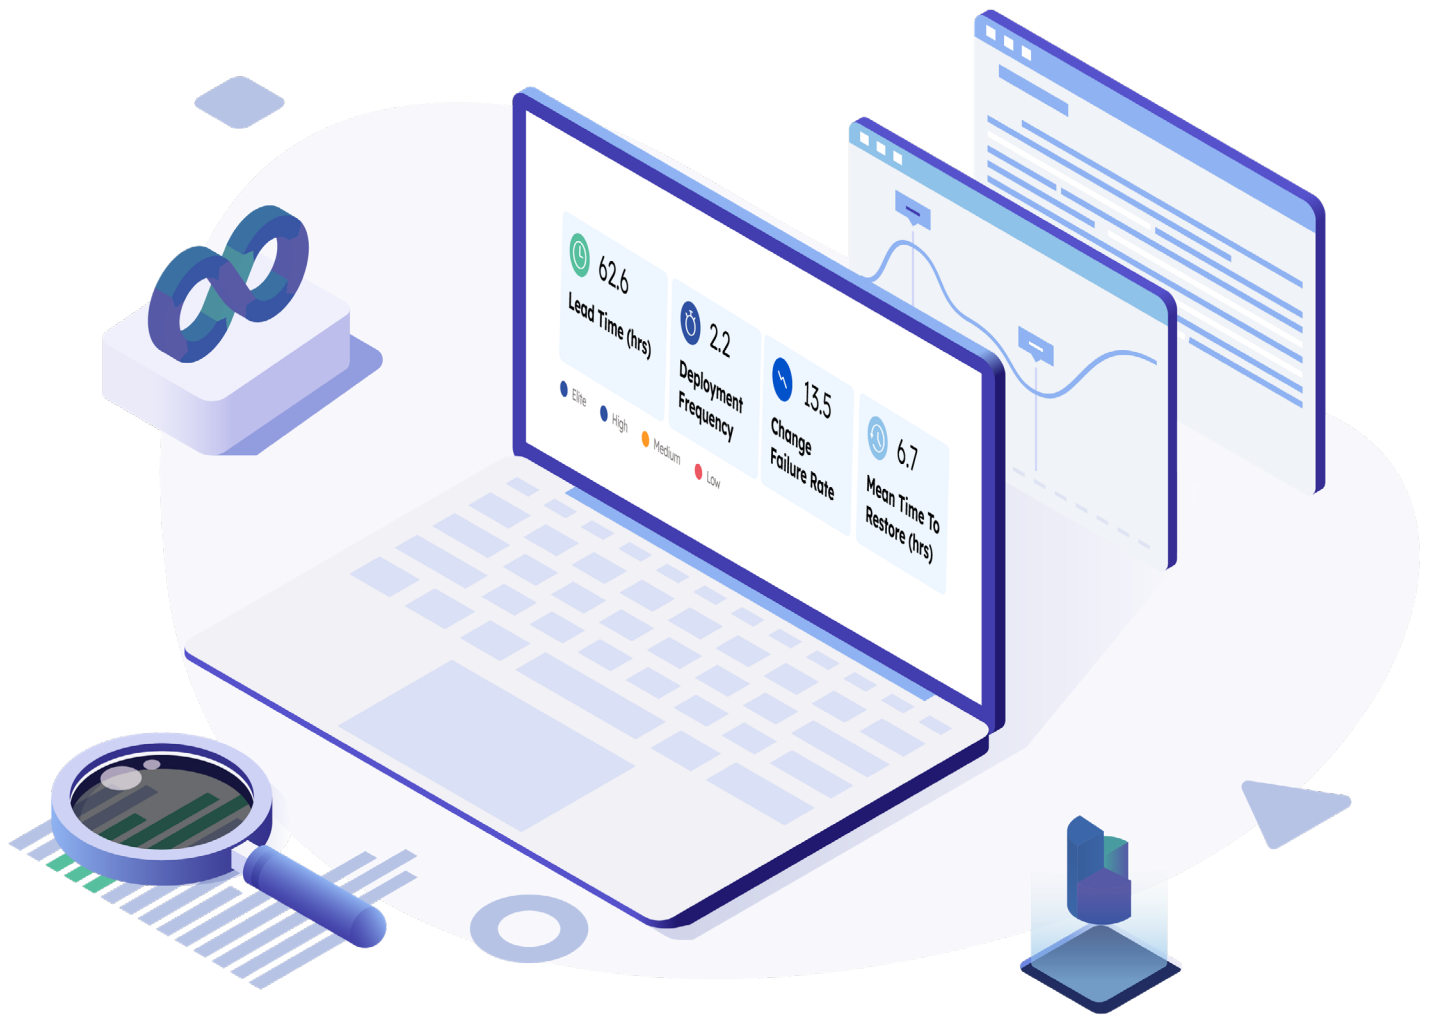 62.6
Lead Time (hrs)
2.2
Deployment
Frequency
13.5
Change
Failure Rate
6.7
Mean Time To
Restore (hrs)
Elite
High
Medium
Low